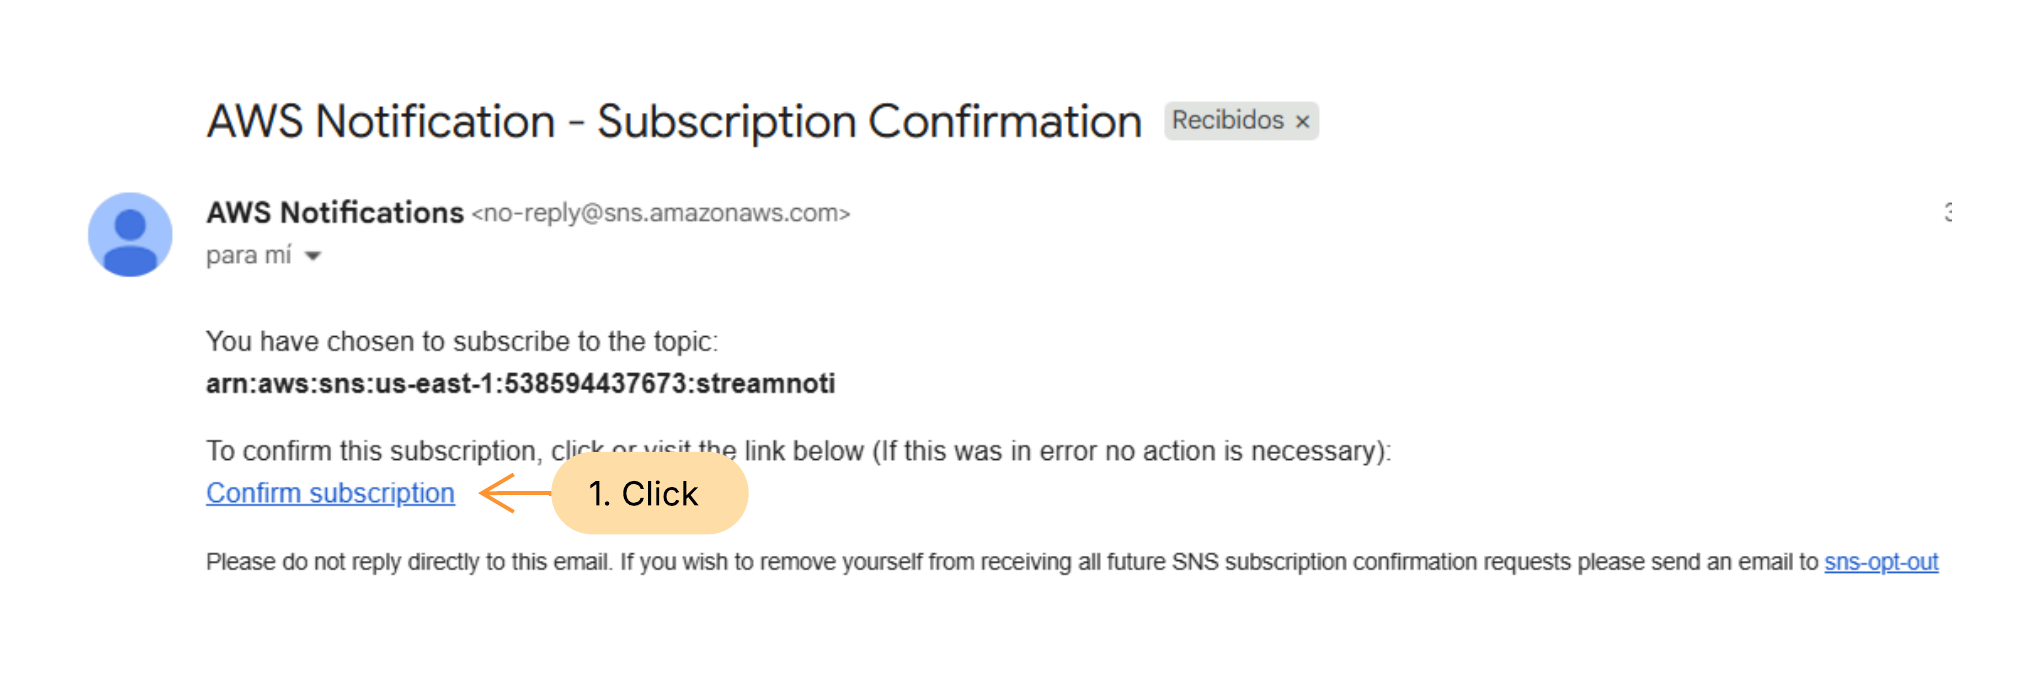 AWS Notification - Subscription Confirmation Recibidos ×
AWS Notifications <no-reply@sns.amazonaws.com>
para mí
You have chosen to subscribe to the topic:
arn:aws:sns:us-east-1:538594437673:streamnoti
To confirm this subscription, click or visit the link below (If this was in error no action is necessary):
Confirm subscription
1. Click
Please do not reply directly to this email. If you wish to remove yourself from receiving all future SNS subscription confirmation requests please send an email to sns-opt-out